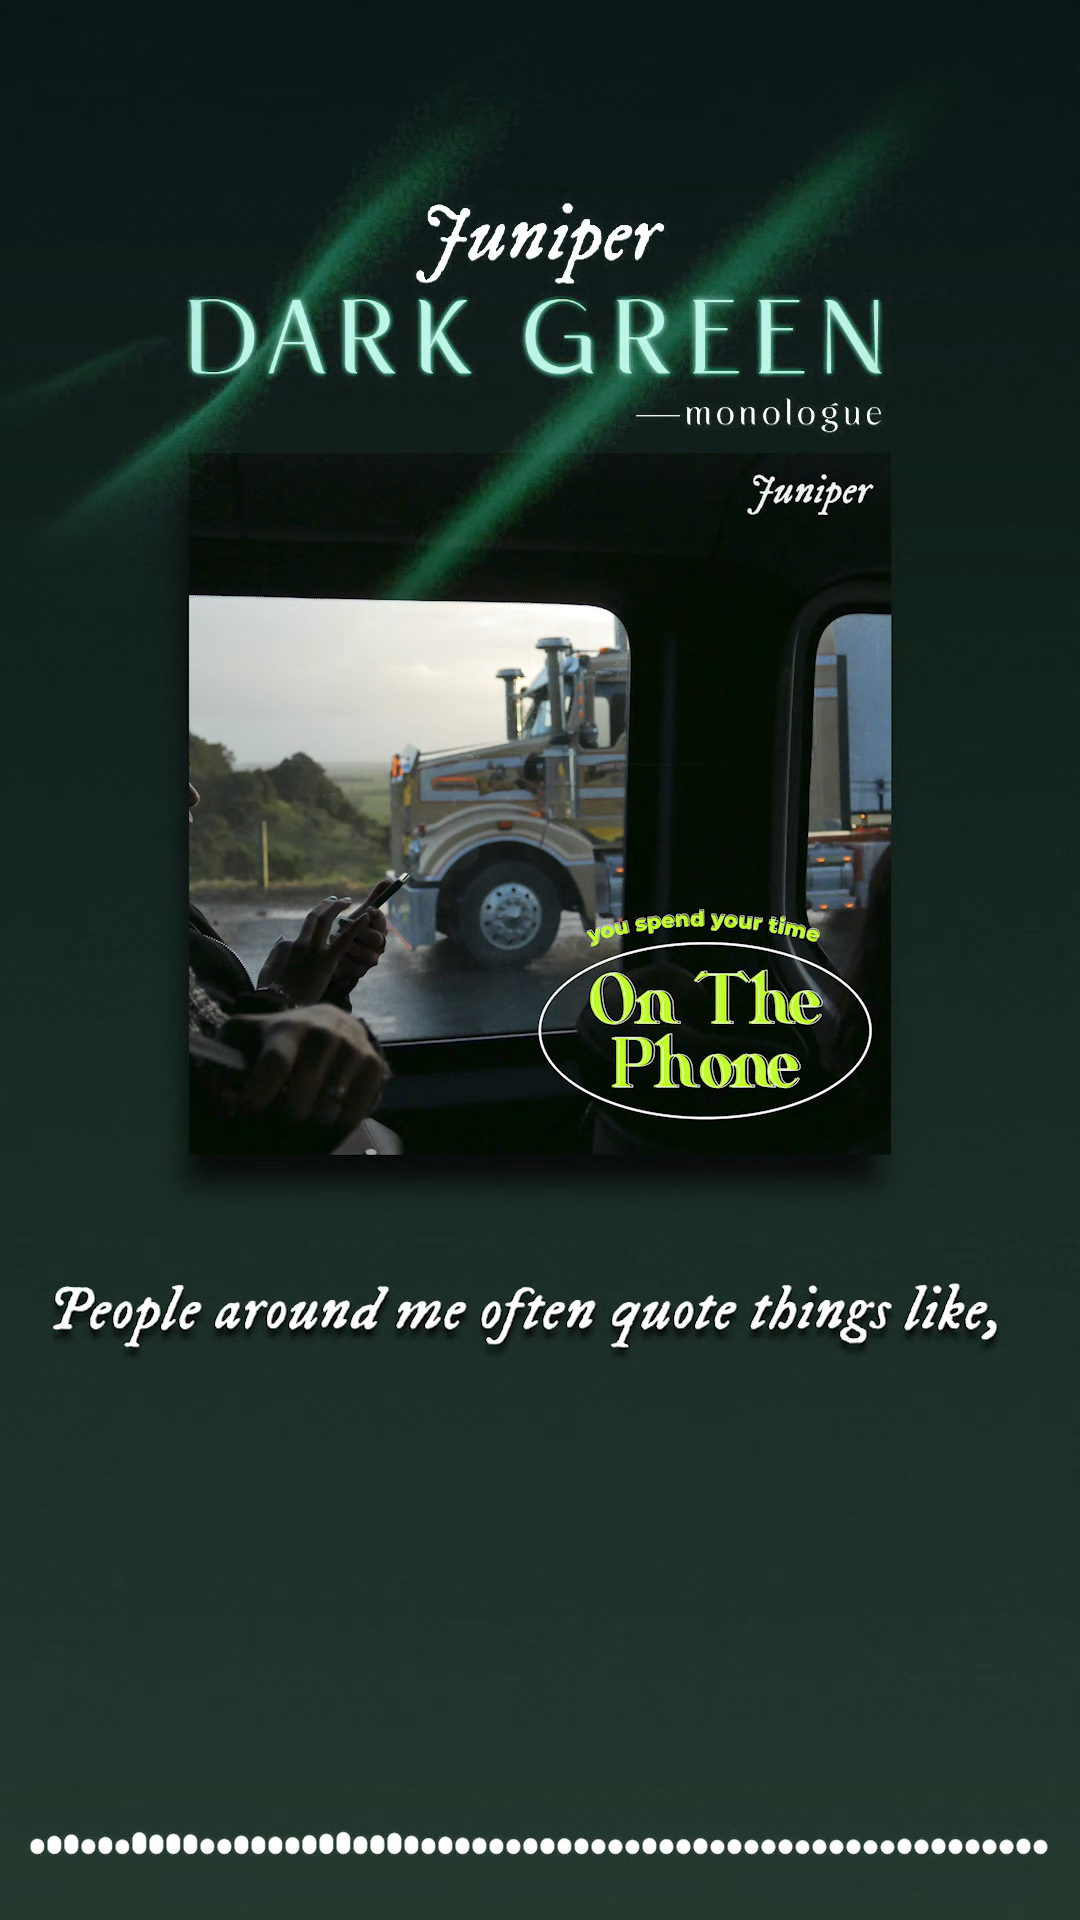 Juniper
DARK GREEN
—monologue
Juniper
you spend your time
On The
Phone
People around me often quote things like,